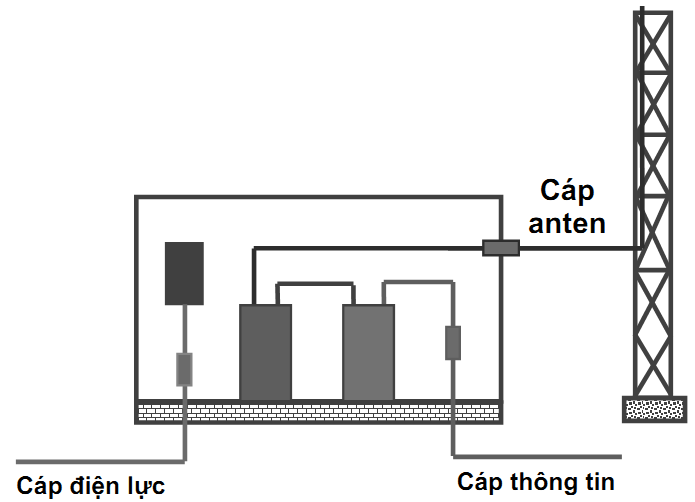 Cáp
anten
Cáp điện lực
Cáp thông tin